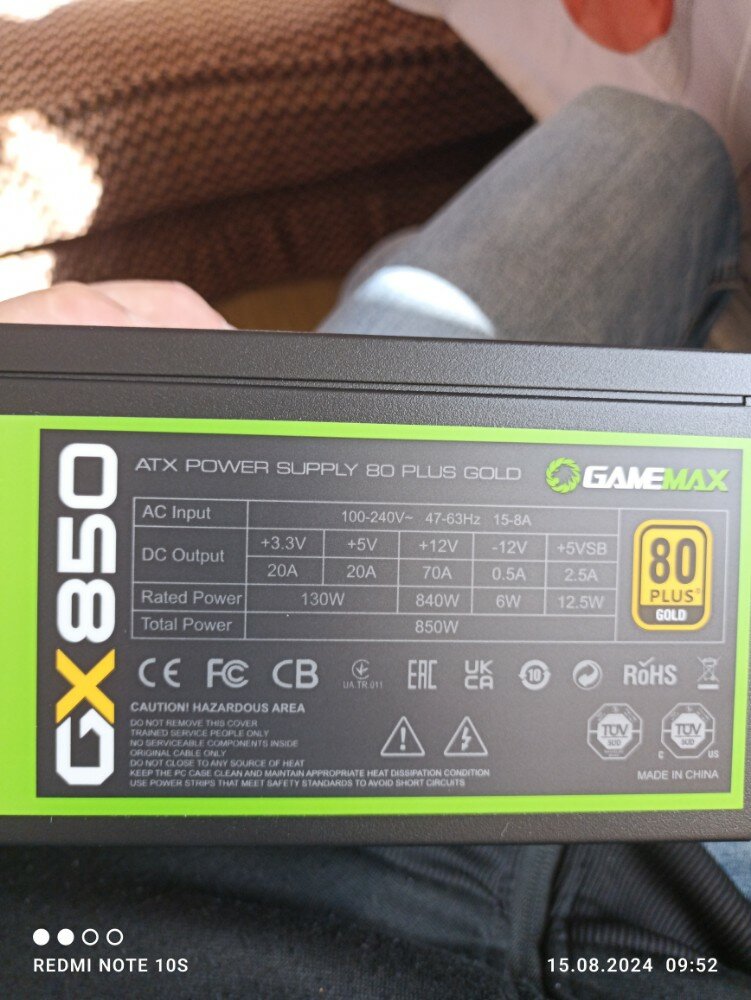 GX850
ATX POWER SUPPLY 80 PLUS GOLD
GAMEMAX
AC Input 100-240V~ 47-63Hz 15-8A
DC Output +3.3V +5V +12V -12V +5VSB
20A 20A 70A 0.5A 2.5A
Rated Power 130W 840W 6W 12.5W
Total Power 850W
80
PLUS®
GOLD
CE FC CB UA.TR.011 EAC UK CA 10 RoHS
CAUTION! HAZARDOUS AREA
DO NOT REMOVE THIS COVER
TRAINED SERVICE PEOPLE ONLY
NO SERVICEABLE COMPONENTS INSIDE
ORIGINAL CABLE ONLY
DO NOT CLOSE TO ANY SOURCE OF HEAT
KEEP THE PC CASE CLEAN AND MAINTAIN APPROPRIATE HEAT DISSIPATION CONDITION
USE POWER STRIPS THAT MEET SAFETY STANDARDS TO AVOID SHORT CIRCUITS
TÜV SÜD
c TÜV SÜD US
MADE IN CHINA
REDMI NOTE 10S
15.08.2024 09:52